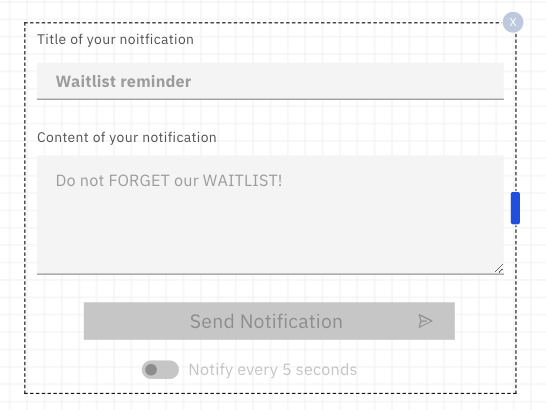 X
Title of your noitfication
Waitlist reminder
Content of your notification
Do not FORGET our WAITLIST!
Send Notification
Notify every 5 seconds